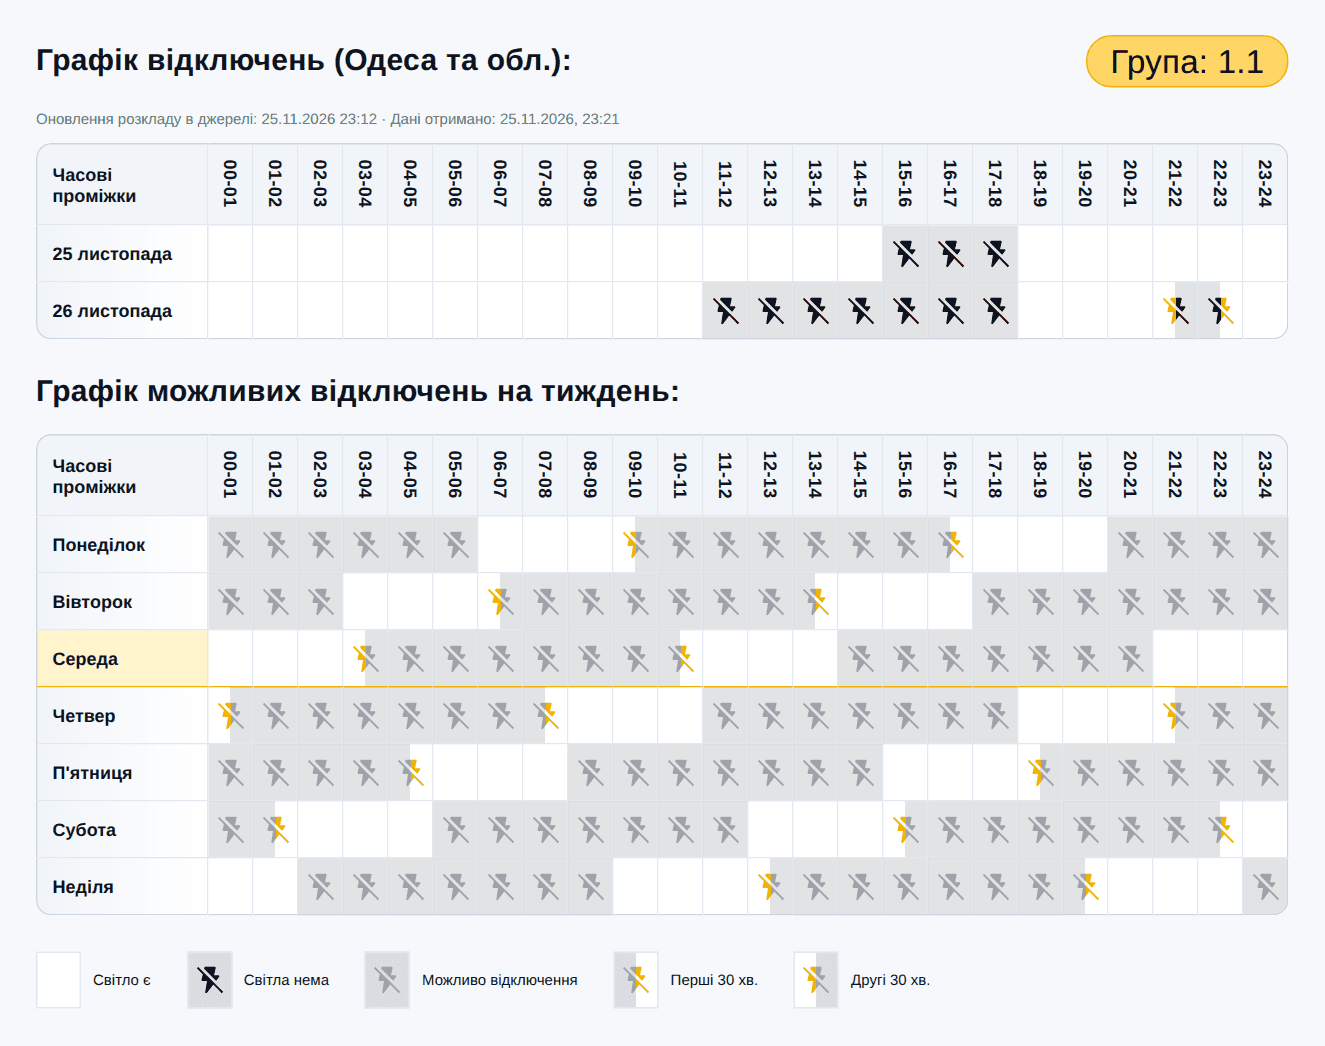 Графік відключень (Одеса та обл.):
Група: 1.1
Оновлення розкладу в джерелі: 25.11.2026 23:12 · Дані отримано: 25.11.2026, 23:21
Часові проміжки 00-01 01-02 02-03 03-04 04-05 05-06 06-07 07-08 08-09 09-10 10-11 11-12 12-13 13-14 14-15 15-16 16-17 17-18 18-19 19-20 20-21 21-22 22-23 23-24
25 листопада
26 листопада
Графік можливих відключень на тиждень:
Часові проміжки 00-01 01-02 02-03 03-04 04-05 05-06 06-07 07-08 08-09 09-10 10-11 11-12 12-13 13-14 14-15 15-16 16-17 17-18 18-19 19-20 20-21 21-22 22-23 23-24
Понеділок
Вівторок
Середа
Четвер
П'ятниця
Субота
Неділя
Світло є Світла нема Можливо відключення Перші 30 хв. Другі 30 хв.